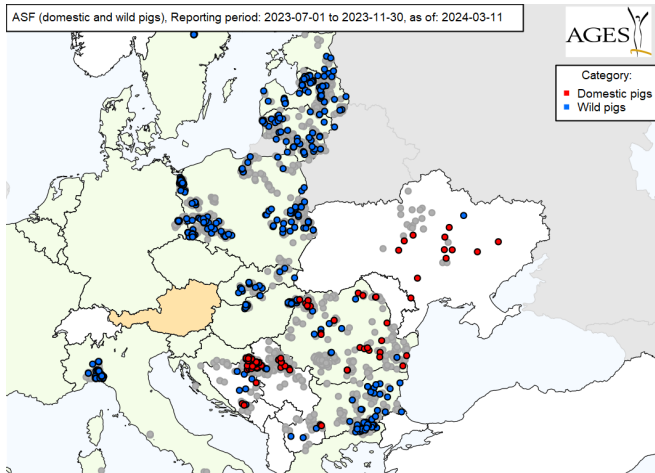 ASF (domestic and wild pigs), Reporting period: 2023-07-01 to 2023-11-30, as of: 2024-03-11
AGES
Category:
Domestic pigs
Wild pigs